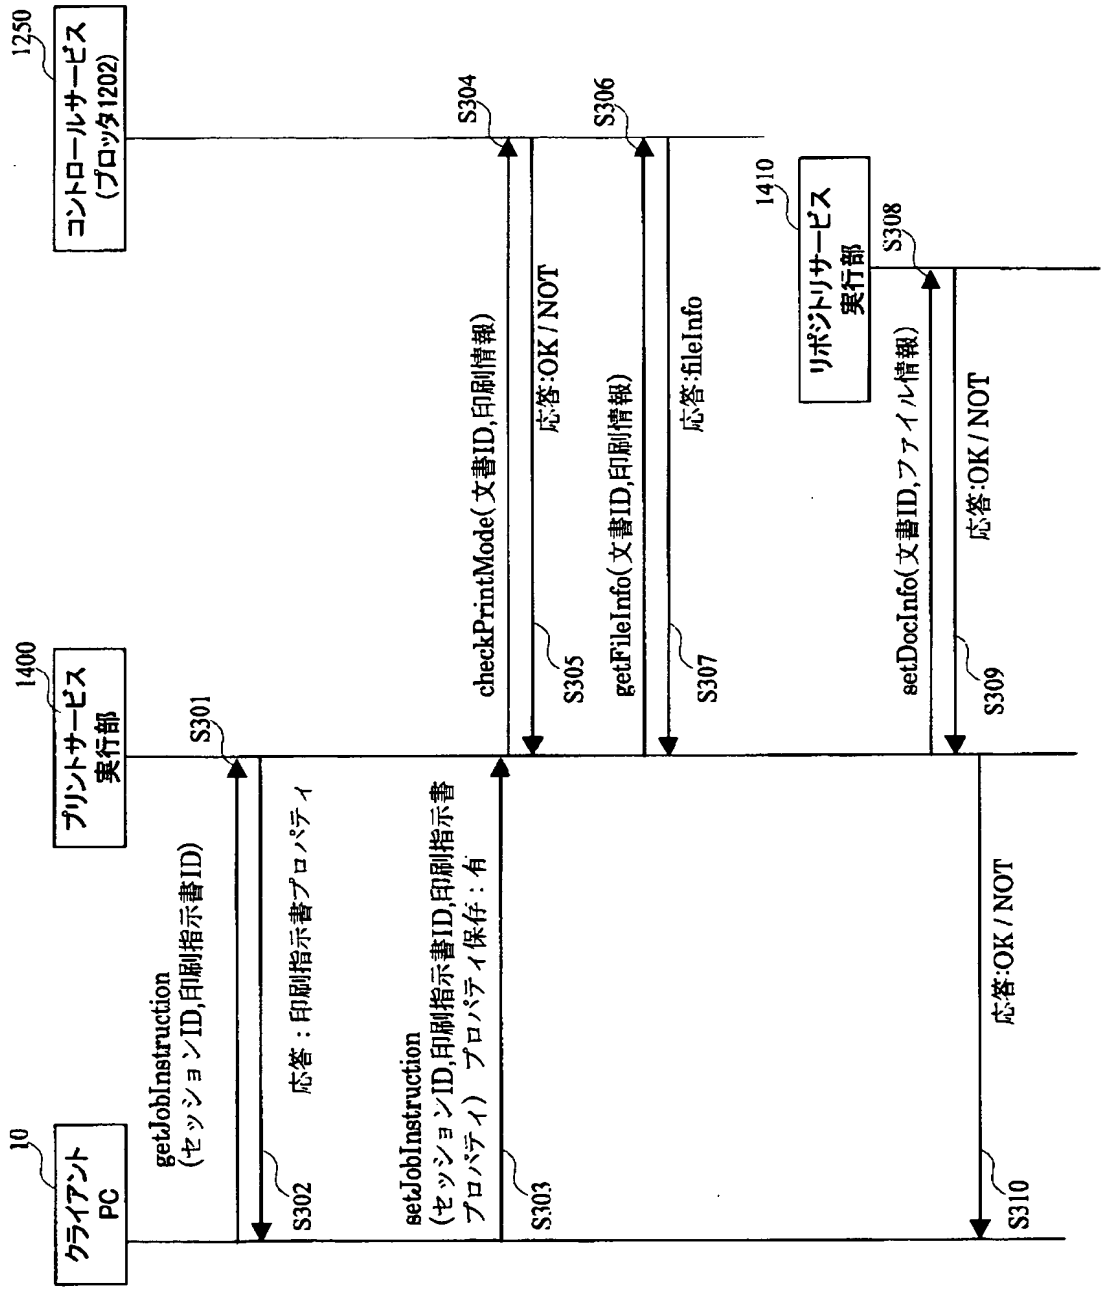 10
クライアント
PC
1400
プリントサービス
実行部
1250
コントロールサービス
(プロッタ1202)
getJobInstruction
(セッションID,印刷指示書ID)
S301
応答：印刷指示書プロパティ
S302
setJobInstruction
(セッションID,印刷指示書ID,印刷指示書
プロパティ) プロパティ保存：有
S303
checkPrintMode(文書ID,印刷情報)
S304
応答:OK / NOT
S305
getFileInfo(文書ID,印刷情報)
S306
応答:fileInfo
S307
1410
リポジトリサービス
実行部
setDocInfo(文書ID,ファイル情報)
S308
応答:OK / NOT
S309
応答:OK / NOT
S310